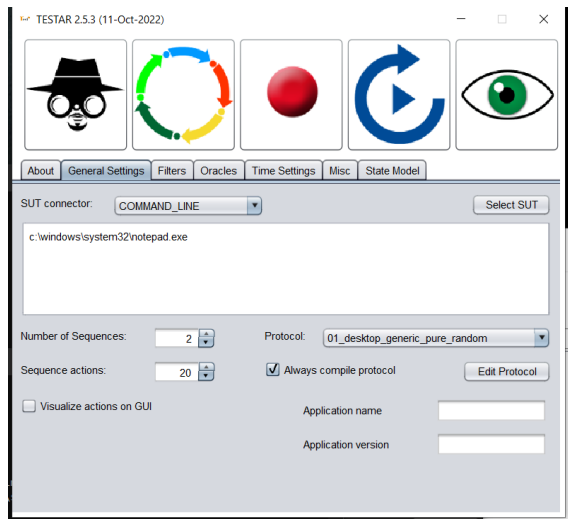 TESTAR 2.5.3 (11-Oct-2022)
About General Settings Filters Oracles Time Settings Misc State Model
SUT connector: COMMAND_LINE Select SUT
c:\windows\system32\notepad.exe
Number of Sequences: 2 Protocol: 01_desktop_generic_pure_random
Sequence actions: 20 Always compile protocol Edit Protocol
Visualize actions on GUI Application name
Application version